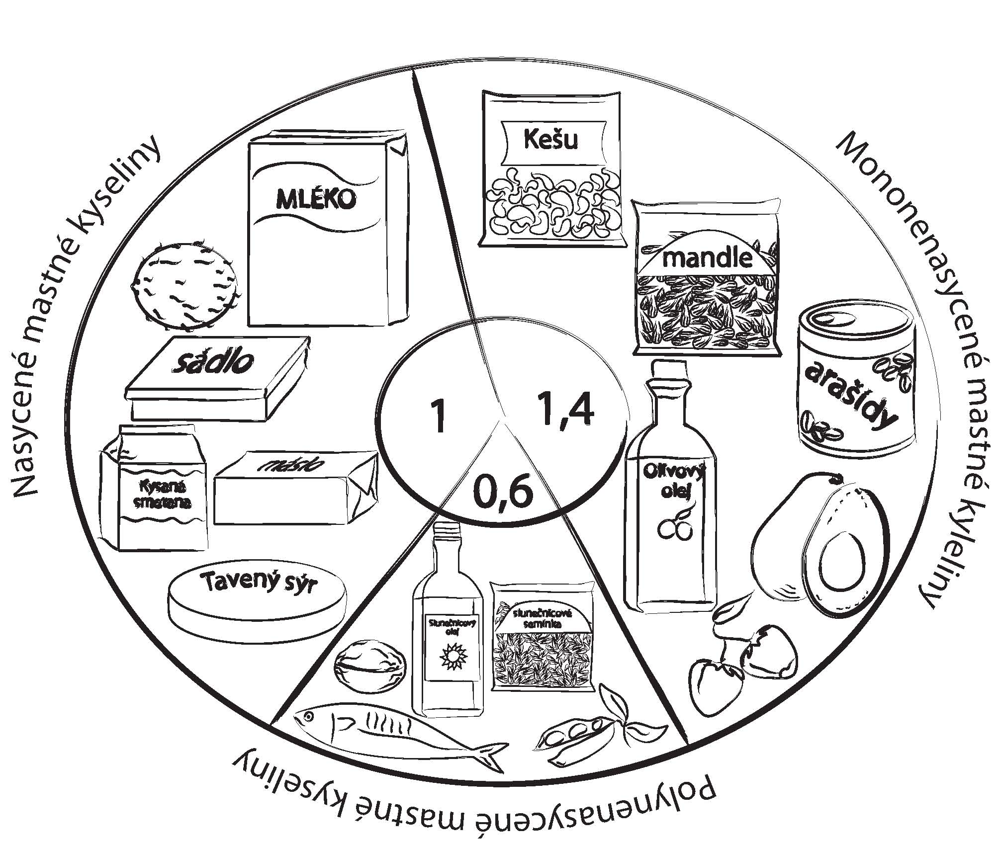 Nasycené mastné kyseliny
Mononenasycené mastné kyleliny
Polynenasycené mastné kyseliny
MLÉKO
sádlo
Kysaná
smetana
máslo
Tavený sýr
Kešu
mandle
arašídy
Olivový
olej
1
1,4
0,6
Slunečnicový
olej
slunečnicové
semínka